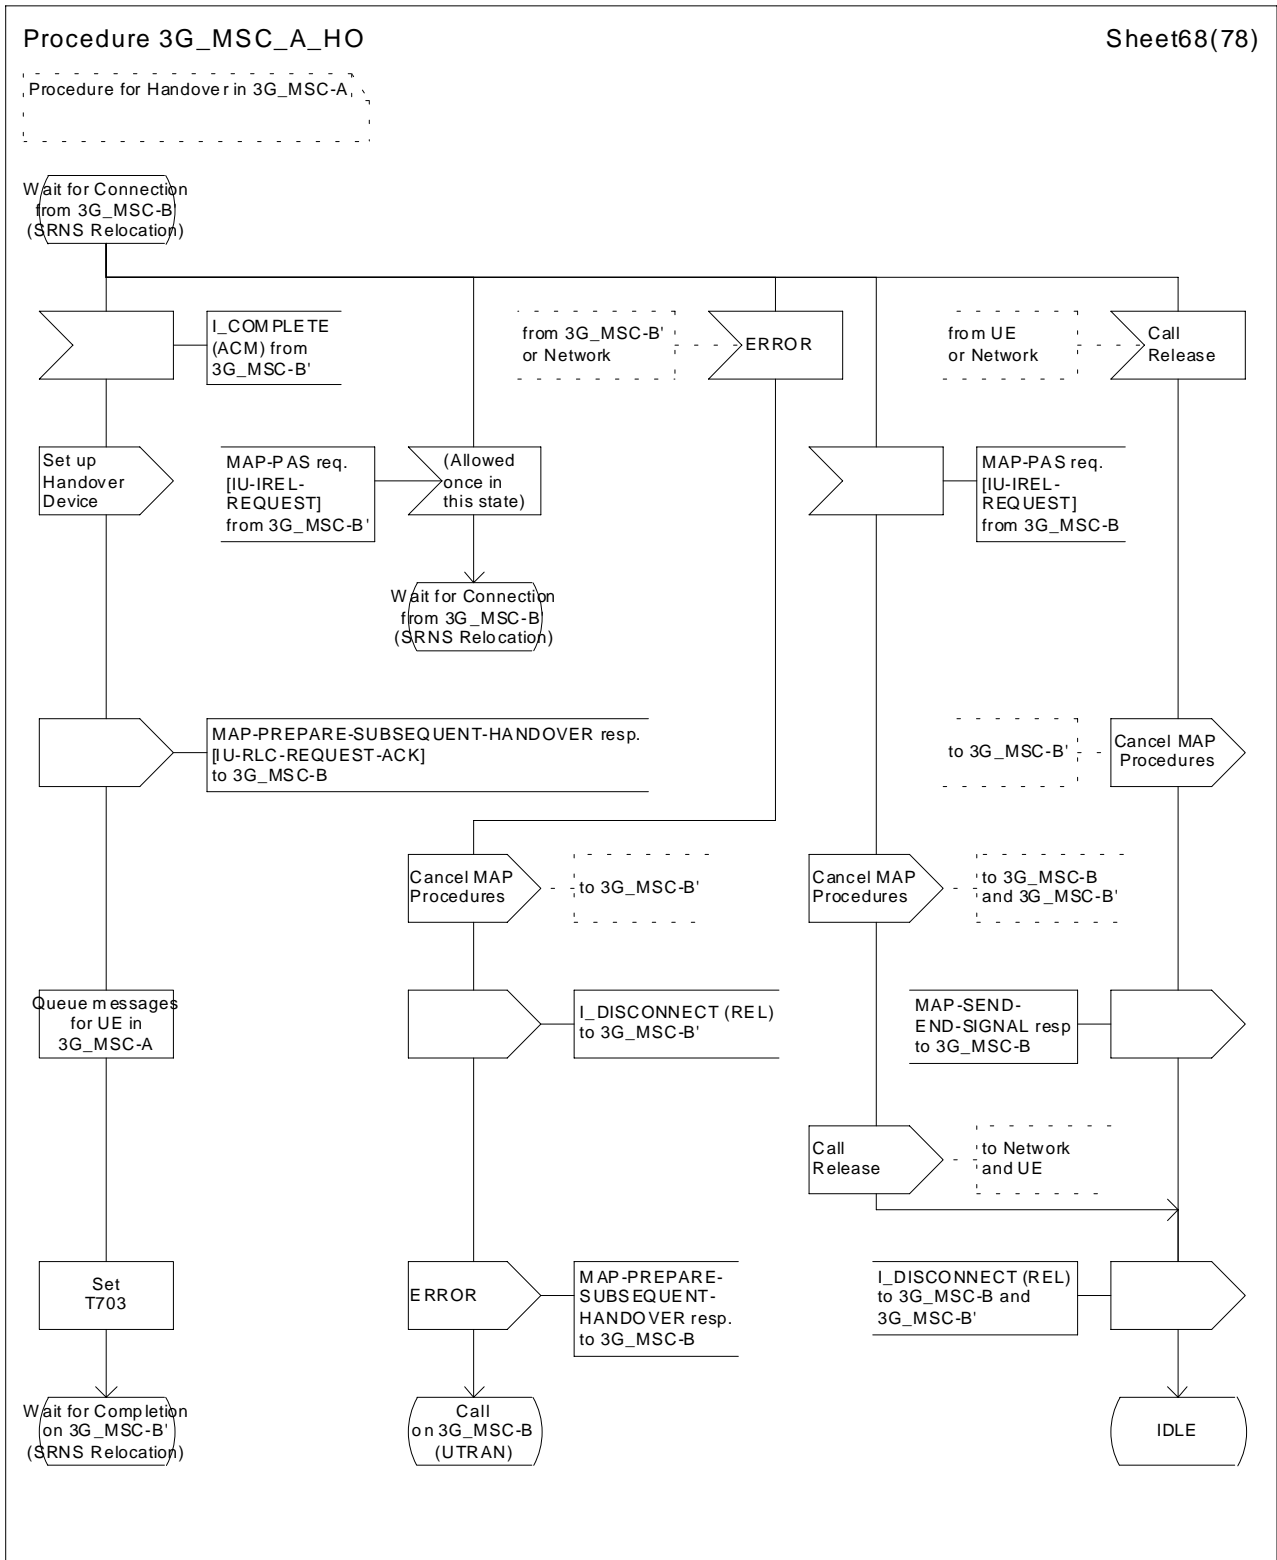 Procedure 3G_MSC_A_HO
Sheet68(78)
Procedure for Handover in 3G_MSC-A
Wait for Connection
from 3G_MSC-B'
(SRNS Relocation)
I_COMPLETE
(ACM) from
3G_MSC-B'
from 3G_MSC-B'
or Network
ERROR
from UE
or Network
Call
Release
Set up
Handover
Device
MAP-PAS req.
[IU-IREL-
REQUEST]
from 3G_MSC-B'
(Allowed
once in
this state)
MAP-PAS req.
[IU-IREL-
REQUEST]
from 3G_MSC-B
Wait for Connection
from 3G_MSC-B'
(SRNS Relocation)
MAP-PREPARE-SUBSEQUENT-HANDOVER resp.
[IU-RLC-REQUEST-ACK]
to 3G_MSC-B
to 3G_MSC-B'
Cancel MAP
Procedures
Cancel MAP
Procedures
to 3G_MSC-B'
Cancel MAP
Procedures
to 3G_MSC-B
and 3G_MSC-B'
Queue messages
for UE in
3G_MSC-A
I_DISCONNECT (REL)
to 3G_MSC-B'
MAP-SEND-
END-SIGNAL resp
to 3G_MSC-B
Call
Release
to Network
and UE
Set
T703
ERROR
MAP-PREPARE-
SUBSEQUENT-
HANDOVER resp.
to 3G_MSC-B
I_DISCONNECT (REL)
to 3G_MSC-B and
3G_MSC-B'
Wait for Completion
on 3G_MSC-B'
(SRNS Relocation)
Call
on 3G_MSC-B
(UTRAN)
IDLE